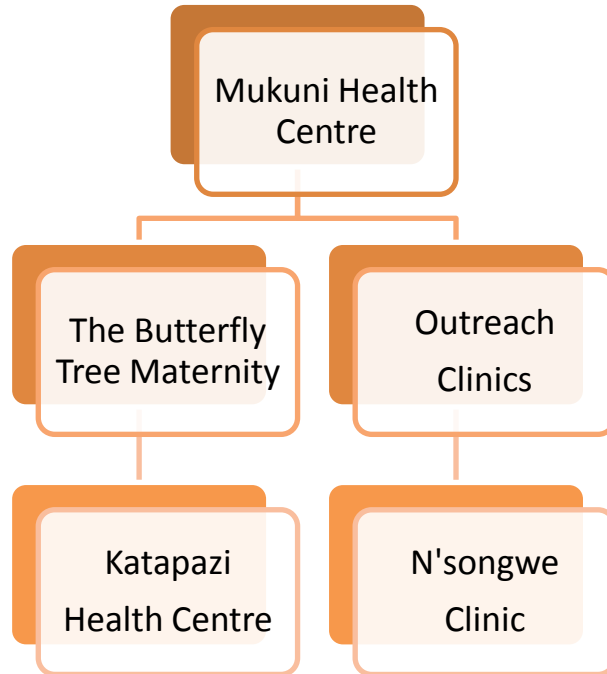 Mukuni Health
Centre
The Butterfly
Tree Maternity
Outreach
Clinics
Katapazi
Health Centre
N'songwe
Clinic